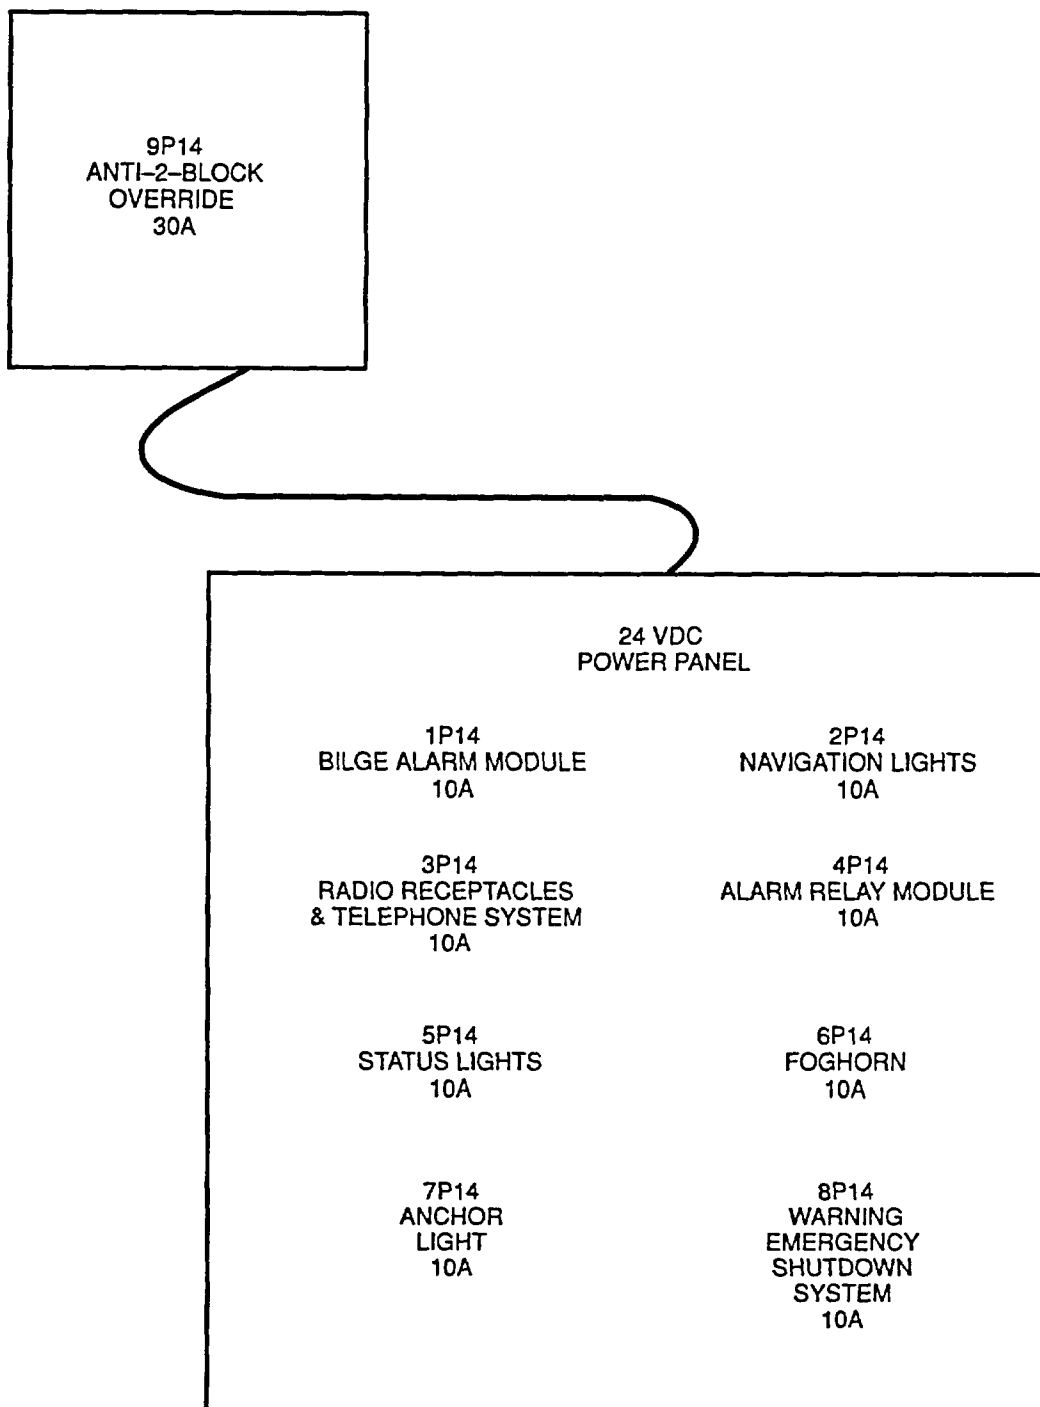 9P14
ANTI–2–BLOCK
OVERRIDE
30A
24 VDC
POWER PANEL
1P14
BILGE ALARM MODULE
10A
2P14
NAVIGATION LIGHTS
10A
3P14
RADIO RECEPTACLES
& TELEPHONE SYSTEM
10A
4P14
ALARM RELAY MODULE
10A
5P14
STATUS LIGHTS
10A
6P14
FOGHORN
10A
7P14
ANCHOR
LIGHT
10A
8P14
WARNING
EMERGENCY
SHUTDOWN
SYSTEM
10A